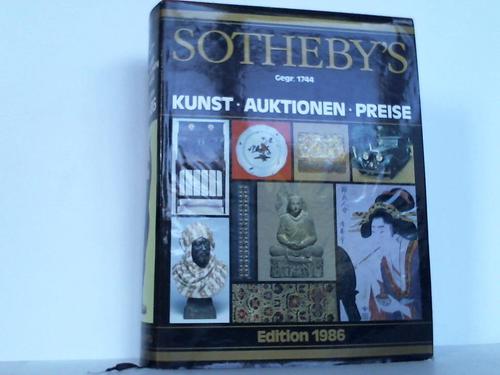 SOTHEBY'S
Gegr. 1744
KUNST · AUKTIONEN · PREISE
Edition 1986